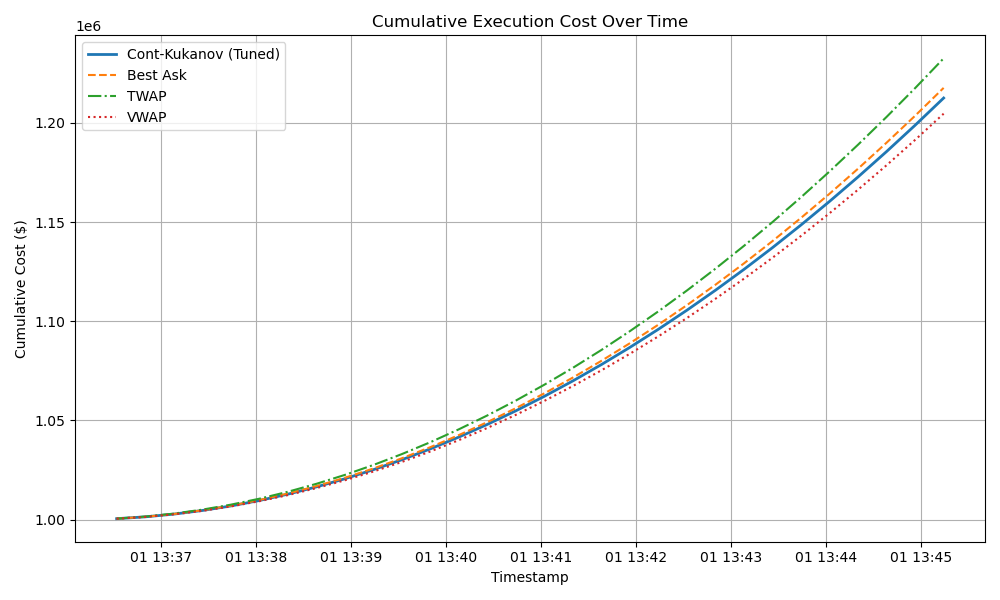 Cumulative Execution Cost Over Time
1e6
Cont-Kukanov (Tuned)
Best Ask
TWAP
VWAP
Cumulative Cost ($)
1.20
1.15
1.10
1.05
1.00
01 13:37 01 13:38 01 13:39 01 13:40 01 13:41 01 13:42 01 13:43 01 13:44 01 13:45
Timestamp